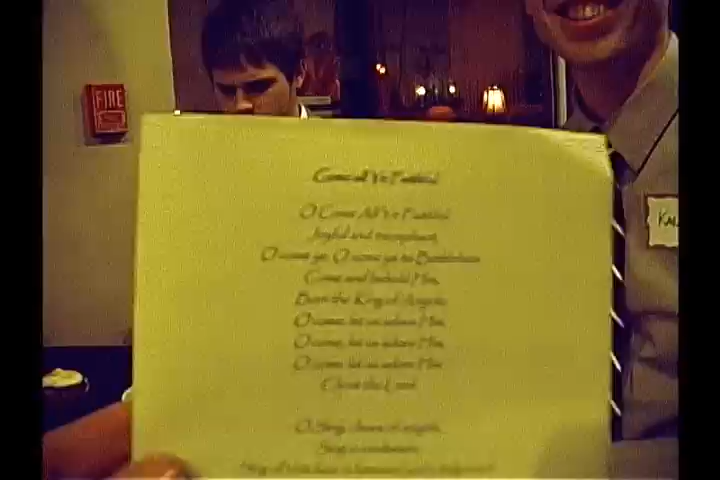 FIRE
Come all Ye Faithful
O Come All Ye Faithful
Joyful and triumphant,
O come ye, O come ye to Bethlehem
Come and behold Him,
Born the King of Angels
O come, let us adore Him
O come, let us adore Him
O come, let us adore Him
Christ the Lord
O Sing, choirs of angels,
Sing in exultation